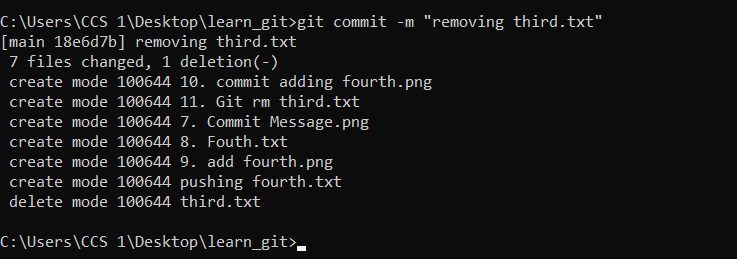 C:\Users\CCS 1\Desktop\learn_git>git commit -m "removing third.txt"
[main 18e6d7b] removing third.txt
 7 files changed, 1 deletion(-)
 create mode 100644 10. commit adding fourth.png
 create mode 100644 11. Git rm third.txt
 create mode 100644 7. Commit Message.png
 create mode 100644 8. Fouth.txt
 create mode 100644 9. add fourth.png
 create mode 100644 pushing fourth.txt
 delete mode 100644 third.txt
C:\Users\CCS 1\Desktop\learn_git>